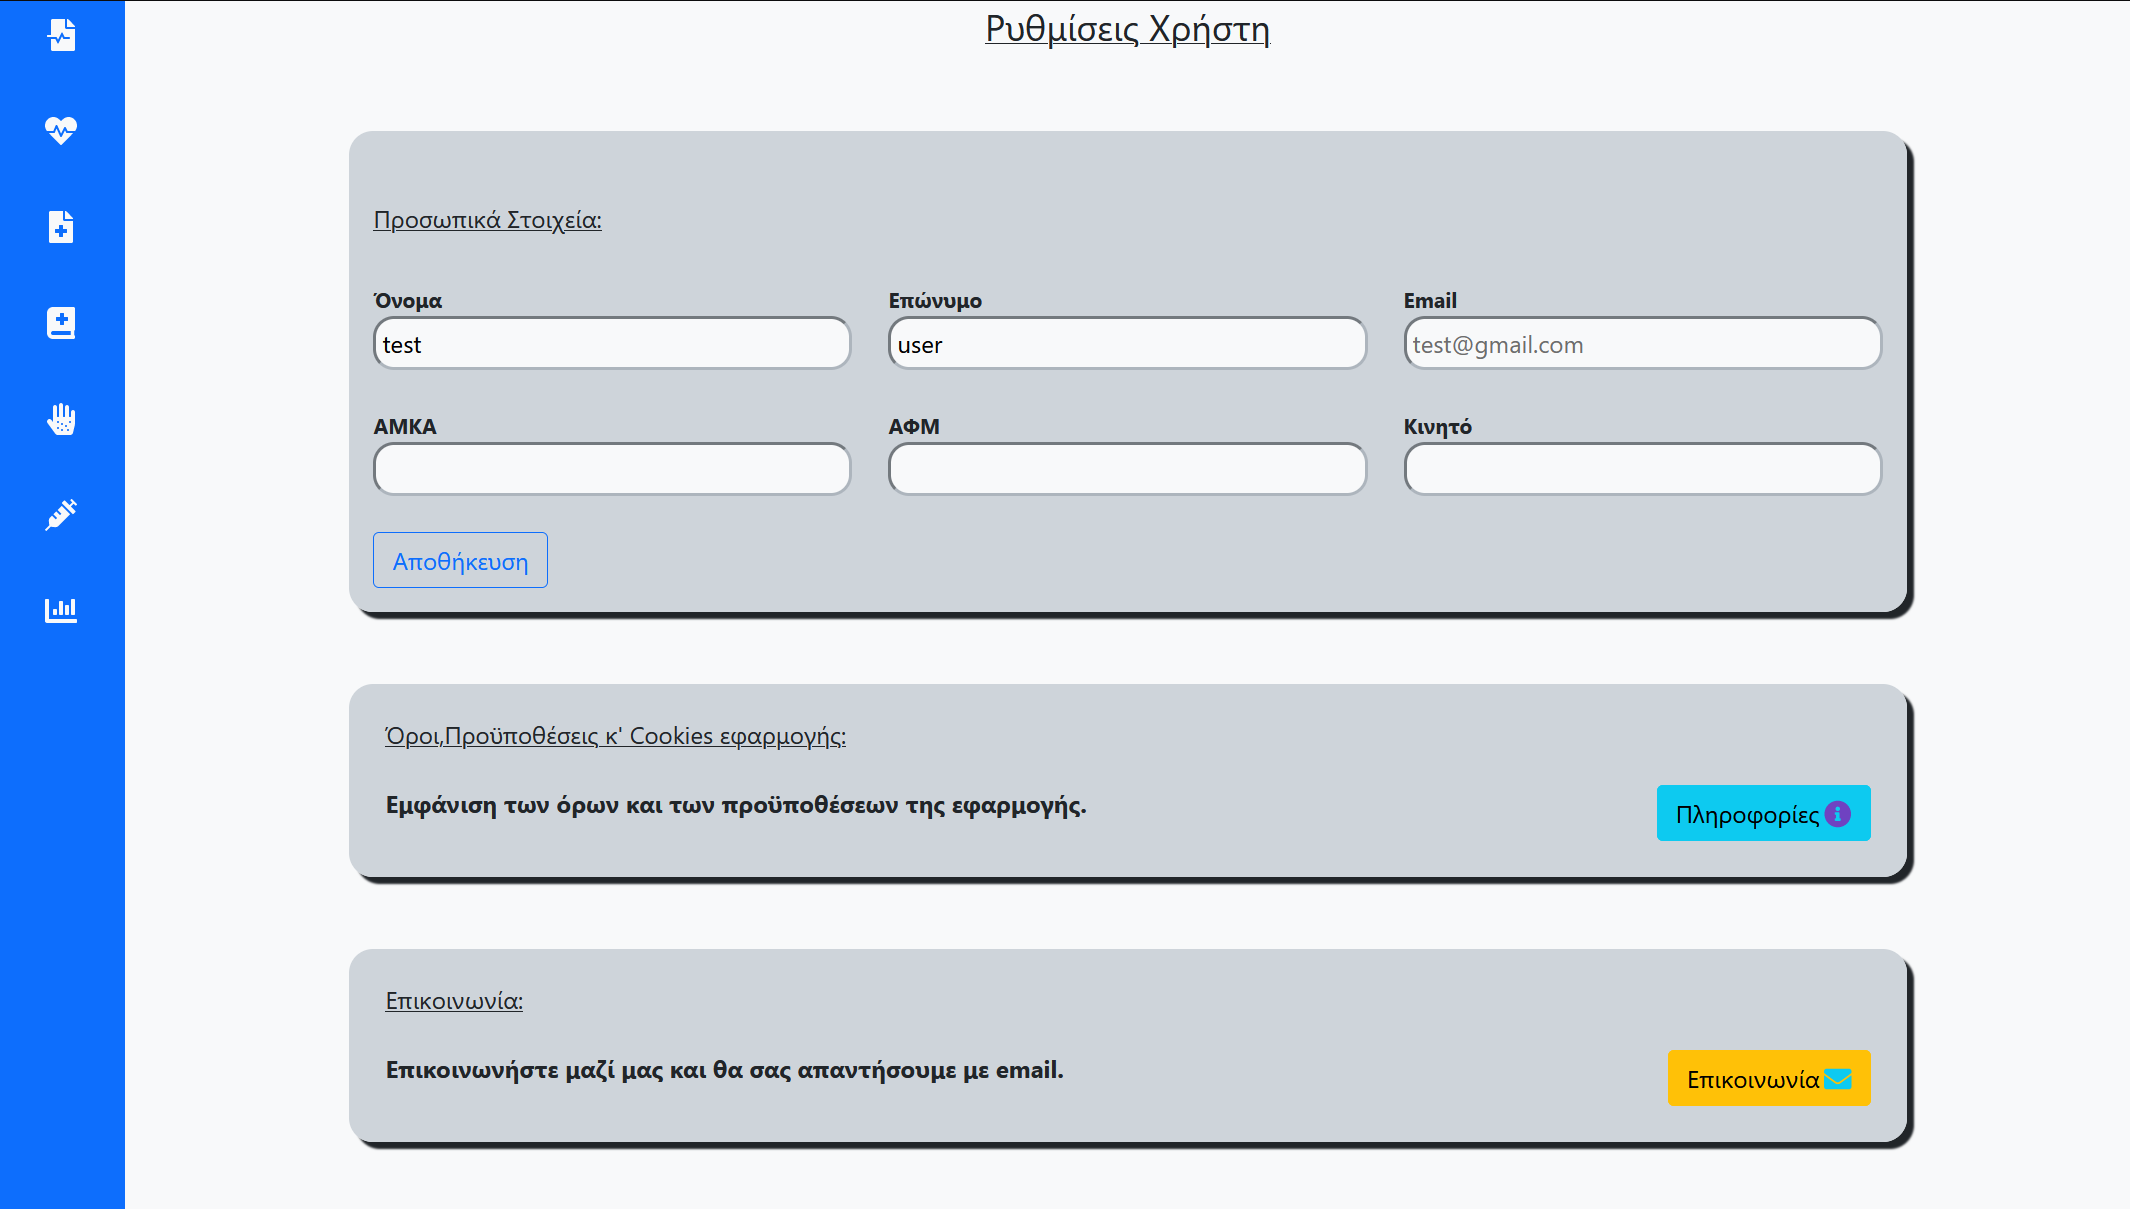 Ρυθμίσεις Χρήστη
Προσωπικά Στοιχεία:
Όνομα Επώνυμο Email
test user test@gmail.com
ΑΜΚΑ ΑΦΜ Κινητό
Αποθήκευση
Όροι,Προϋποθέσεις κ' Cookies εφαρμογής:
Εμφάνιση των όρων και των προϋποθέσεων της εφαρμογής.
Πληροφορίες
Επικοινωνία:
Επικοινωνήστε μαζί μας και θα σας απαντήσουμε με email.
Επικοινωνία